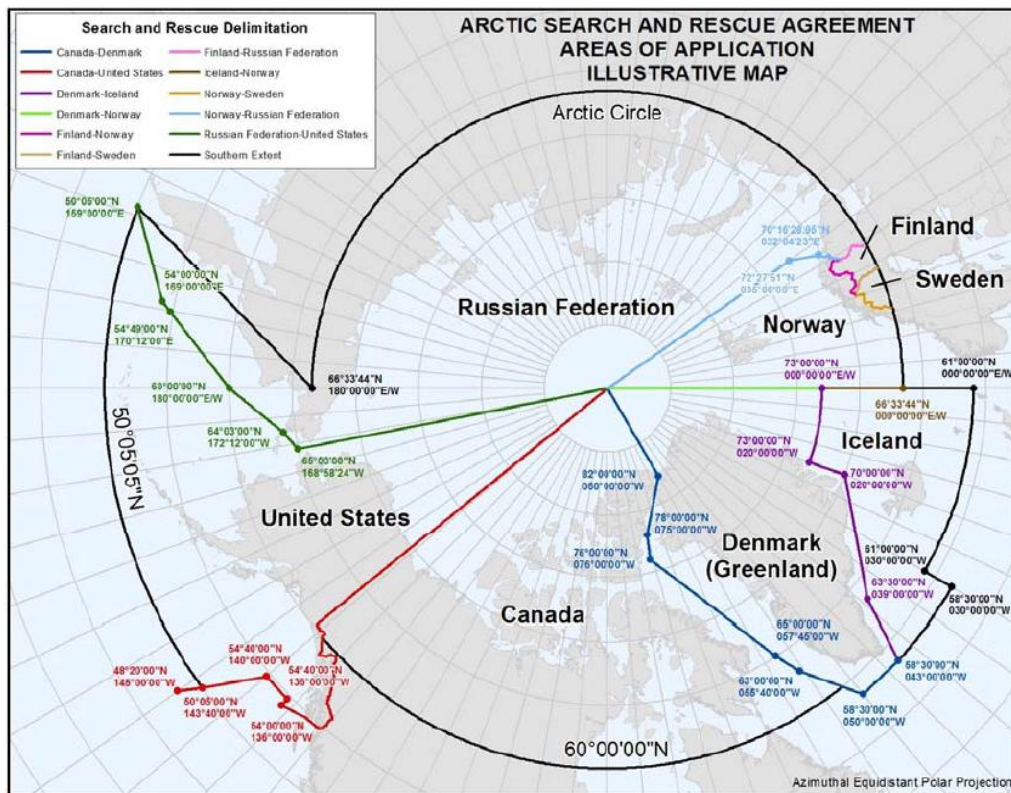 ARCTIC SEARCH AND RESCUE AGREEMENT
AREAS OF APPLICATION
ILLUSTRATIVE MAP
Search and Rescue Delimitation
Canada-Denmark
Canada-United States
Denmark-Iceland
Denmark-Norway
Finland-Norway
Finland-Sweden
Finland-Russian Federation
Iceland-Norway
Norway-Sweden
Norway-Russian Federation
Russian Federation-United States
Southern Extent
Arctic Circle
50°05'00"N
159°00'00"E
54°00'00"N
169°00'00"E
54°49'00"N
170°12'00"E
60°00'00"N
180°00'00"E/W
64°03'00"N
172°12'00"W
65°00'00"N
168°58'24"W
66°33'44"N
180°00'00"E/W
50°05'05"N
Russian Federation
72°27'51"N
Finland
Sweden
Norway
73°00'00"N
000°00'00"E/W
61°00'00"N
000°00'00"E/W
66°33'44"N
000°00'00"E/W
Iceland
73°00'00"N
020°00'00"W
70°00'00"N
020°00'00"W
82°00'00"N
060°00'00"W
78°00'00"N
075°00'00"W
76°00'00"N
076°00'00"W
United States
Denmark
(Greenland)
Canada
61°00'00"N
030°00'00"W
58°30'00"N
030°00'00"W
63°30'00"N
039°00'00"W
65°00'00"N
057°45'00"W
63°00'00"N
055°40'00"W
58°30'00"N
043°00'00"W
58°30'00"N
050°00'00"W
54°40'00"N
140°00'00"W
54°40'00"N
136°00'00"W
48°20'00"N
145°00'00"W
50°05'00"N
143°40'00"W
54°00'00"N
136°00'00"W
60°00'00"N
Azimuthal Equidistant Polar Projection